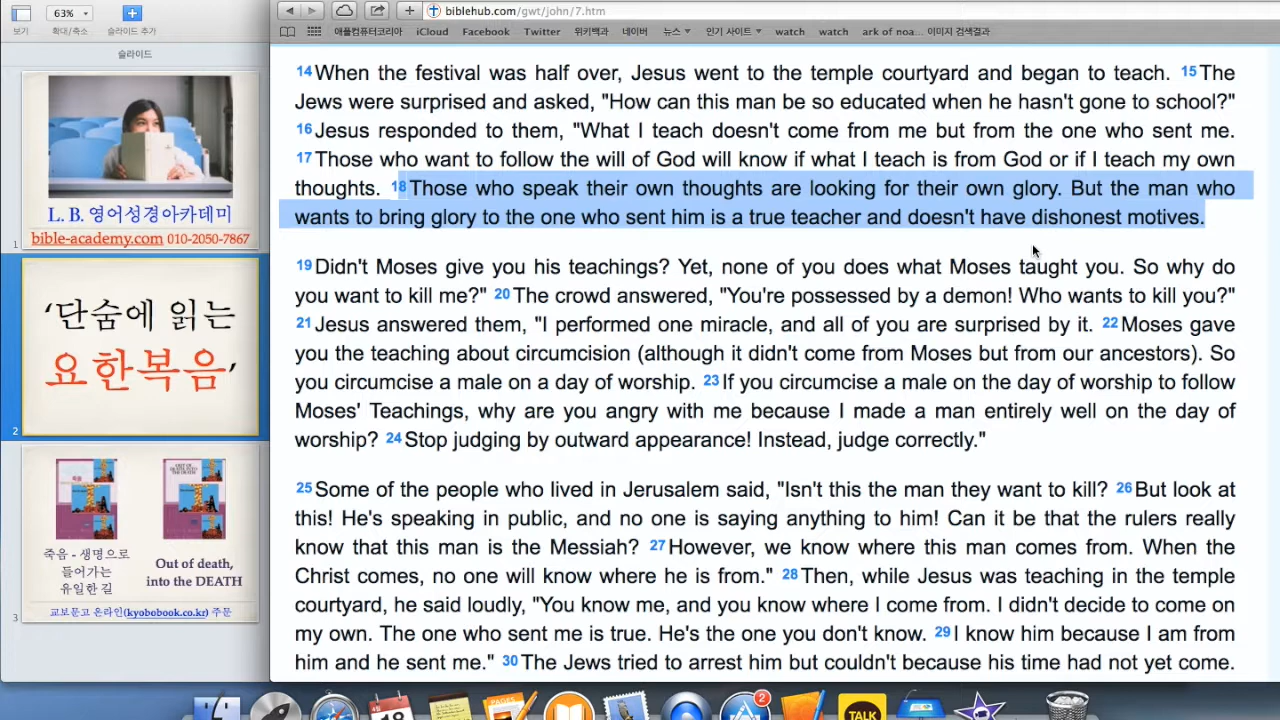 63%
보기
확대/축소
슬라이드 추가
슬라이드
L. B. 영어성경아카데미
bible-academy.com 010-2050-7867
1
‘단숨에 읽는
요한복음’
2
죽음 - 생명으로
들어가는
유일한 길
Out of death,
into the DEATH
교보문고 온라인(kyobobook.co.kr) 주문
3
biblehub.com/gwt/john/7.htm
애플컴퓨터코리아 iCloud Facebook Twitter 위키백과 네이버 뉴스 인기 사이트 watch watch ark of noa... 이미지 검색결과
14 When the festival was half over, Jesus went to the temple courtyard and began to teach. 15 The
Jews were surprised and asked, "How can this man be so educated when he hasn't gone to school?"
16 Jesus responded to them, "What I teach doesn't come from me but from the one who sent me.
17 Those who want to follow the will of God will know if what I teach is from God or if I teach my own
thoughts. 18 Those who speak their own thoughts are looking for their own glory. But the man who
wants to bring glory to the one who sent him is a true teacher and doesn't have dishonest motives.
19 Didn't Moses give you his teachings? Yet, none of you does what Moses taught you. So why do
you want to kill me?" 20 The crowd answered, "You're possessed by a demon! Who wants to kill you?"
21 Jesus answered them, "I performed one miracle, and all of you are surprised by it. 22 Moses gave
you the teaching about circumcision (although it didn't come from Moses but from our ancestors). So
you circumcise a male on a day of worship. 23 If you circumcise a male on the day of worship to follow
Moses' Teachings, why are you angry with me because I made a man entirely well on the day of
worship? 24 Stop judging by outward appearance! Instead, judge correctly."
25 Some of the people who lived in Jerusalem said, "Isn't this the man they want to kill? 26 But look at
this! He's speaking in public, and no one is saying anything to him! Can it be that the rulers really
know that this man is the Messiah? 27 However, we know where this man comes from. When the
Christ comes, no one will know where he is from." 28 Then, while Jesus was teaching in the temple
courtyard, he said loudly, "You know me, and you know where I come from. I didn't decide to come on
my own. The one who sent me is true. He's the one you don't know. 29 I know him because I am from
him and he sent me." 30 The Jews tried to arrest him but couldn't because his time had not yet come.
2
TALK